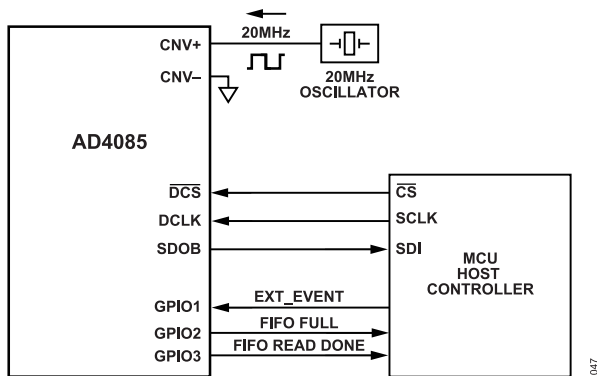 CNV+
20MHz
CNV–
20MHz
OSCILLATOR
AD4085
DCS
CS
DCLK
SCLK
SDOB
SDI
MCU
HOST
CONTROLLER
GPIO1
EXT_EVENT
GPIO2
FIFO FULL
GPIO3
FIFO READ DONE
047